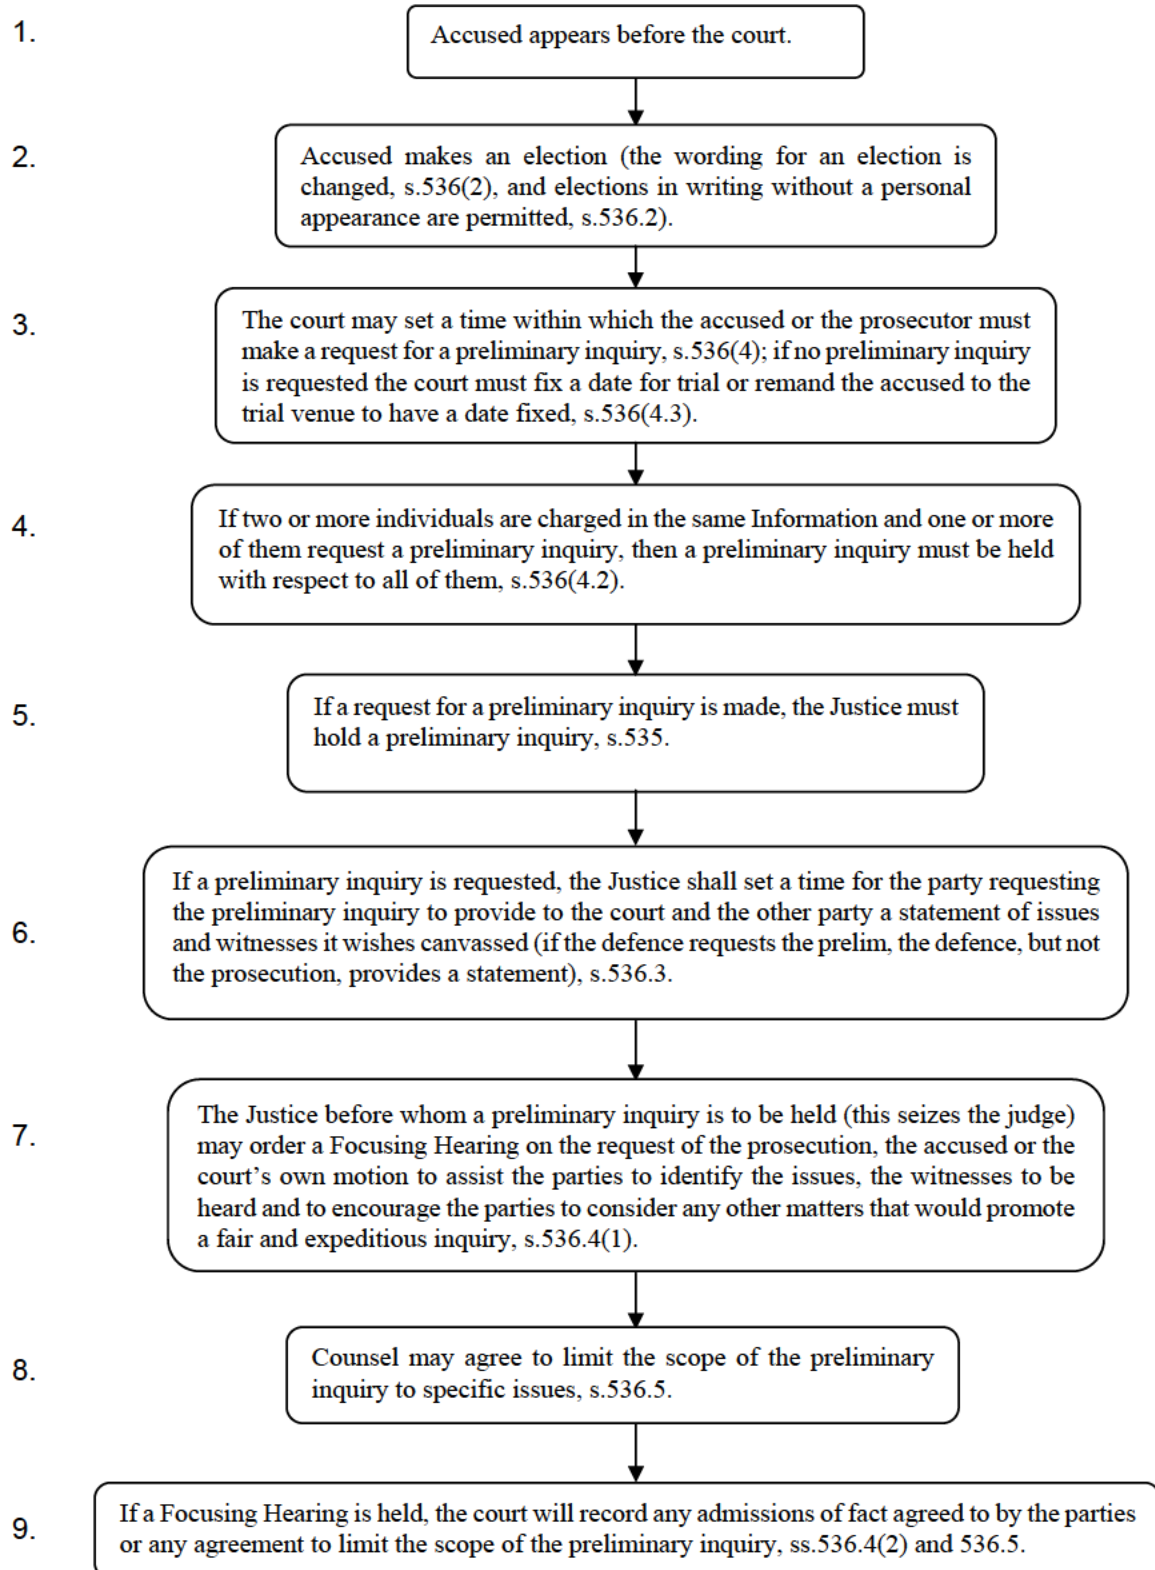 1.
Accused appears before the court.
2.
Accused makes an election (the wording for an election is
changed, s.536(2), and elections in writing without a personal
appearance are permitted, s.536.2).
3.
The court may set a time within which the accused or the prosecutor must
make a request for a preliminary inquiry, s.536(4); if no preliminary inquiry
is requested the court must fix a date for trial or remand the accused to the
trial venue to have a date fixed, s.536(4.3).
4.
If two or more individuals are charged in the same Information and one or more
of them request a preliminary inquiry, then a preliminary inquiry must be held
with respect to all of them, s.536(4.2).
5.
If a request for a preliminary inquiry is made, the Justice must
hold a preliminary inquiry, s.535.
6.
If a preliminary inquiry is requested, the Justice shall set a time for the party requesting
the preliminary inquiry to provide to the court and the other party a statement of issues
and witnesses it wishes canvassed (if the defence requests the prelim, the defence, but not
the prosecution, provides a statement), s.536.3.
7.
The Justice before whom a preliminary inquiry is to be held (this seizes the judge)
may order a Focusing Hearing on the request of the prosecution, the accused or the
court's own motion to assist the parties to identify the issues, the witnesses to be
heard and to encourage the parties to consider any other matters that would promote
a fair and expeditious inquiry, s.536.4(1).
8.
Counsel may agree to limit the scope of the preliminary
inquiry to specific issues, s.536.5.
9.
If a Focusing Hearing is held, the court will record any admissions of fact agreed to by the parties
or any agreement to limit the scope of the preliminary inquiry, ss.536.4(2) and 536.5.